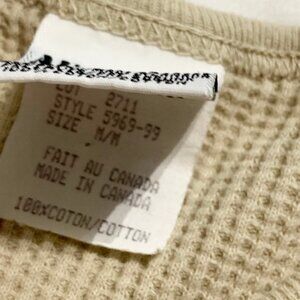 LOT 2711
STYLE 5969-99
SIZE M/M
FAIT AU CANADA
MADE IN CANADA
100%COTON/COTTON